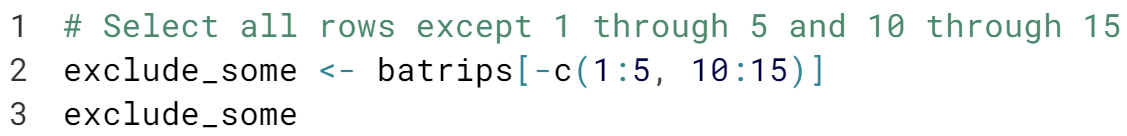 1 # Select all rows except 1 through 5 and 10 through 15
2 exclude_some <- batrips[-c(1:5, 10:15)]
3 exclude_some